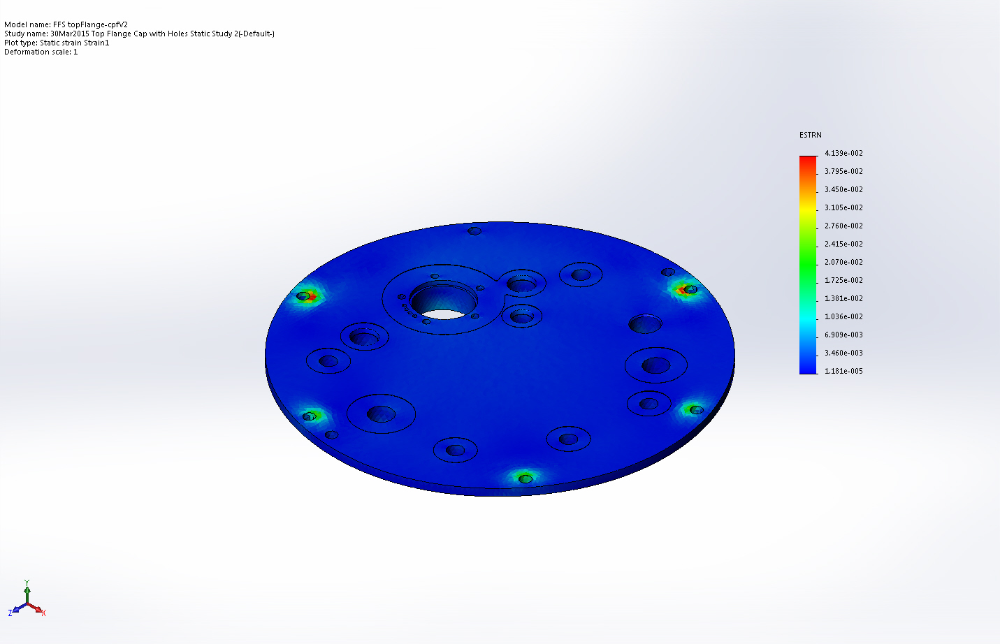 Model name: FFS topFlange-cpfV2
Study name: 30Mar2015 Top Flange Cap with Holes Static Study 2(-Default-)
Plot type: Static strain Strain1
Deformation scale: 1
ESTRN
4.139e-002
3.795e-002
3.450e-002
3.105e-002
2.760e-002
2.415e-002
2.070e-002
1.725e-002
1.381e-002
1.036e-002
6.909e-003
3.460e-003
1.181e-005
Y
Z
X